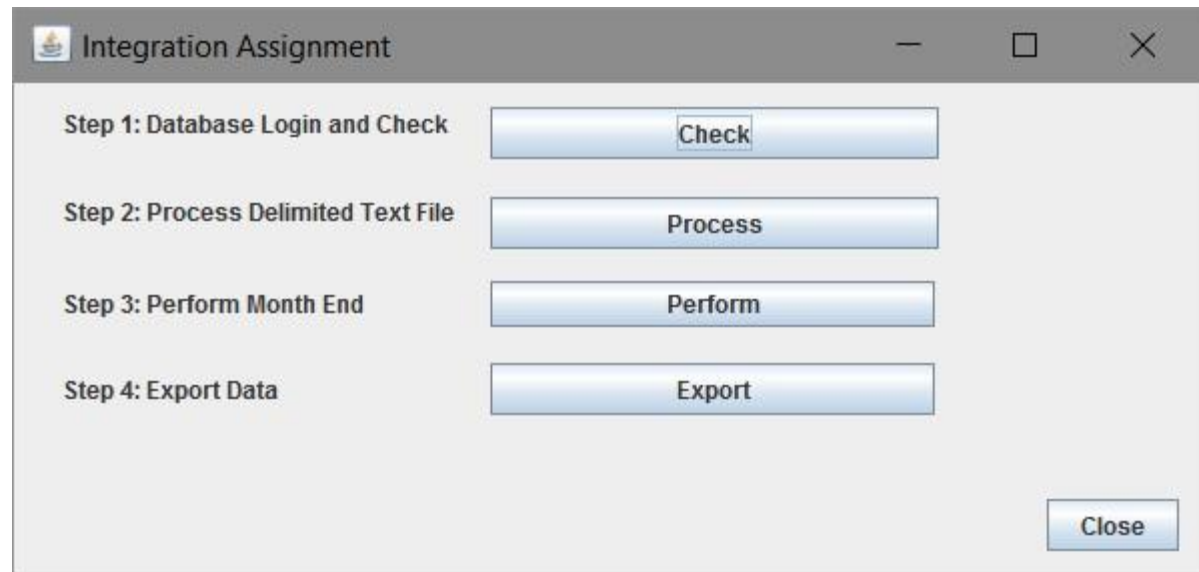 Integration Assignment
Step 1: Database Login and Check
Check
Step 2: Process Delimited Text File
Process
Step 3: Perform Month End
Perform
Step 4: Export Data
Export
Close